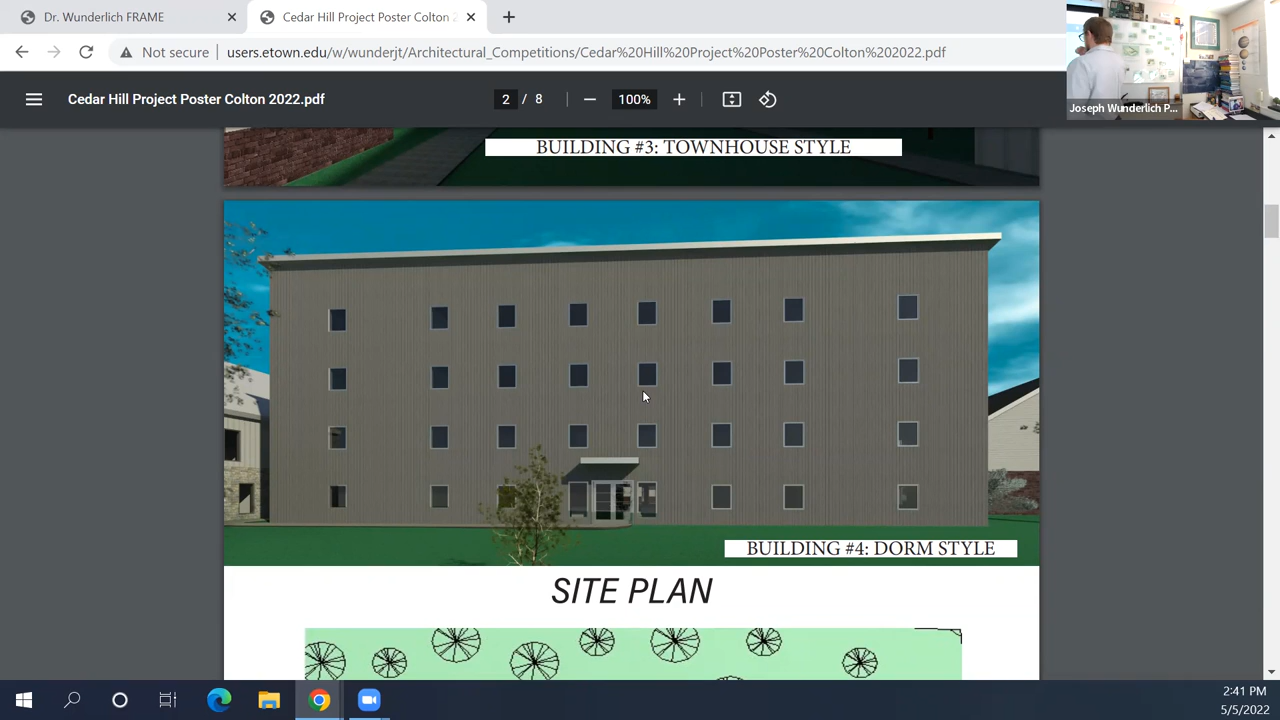 Dr. Wunderlich FRAME
Cedar Hill Project Poster Colton 2
Not secure
users.etown.edu/w/wunderjt/Architectural_Competitions/Cedar%20Hill%20Project%20Poster%20Colton%202022.pdf
Joseph Wunderlich P...
Cedar Hill Project Poster Colton 2022.pdf
2 / 8
100%
BUILDING #3: TOWNHOUSE STYLE
BUILDING #4: DORM STYLE
SITE PLAN
2:41 PM
5/5/2022